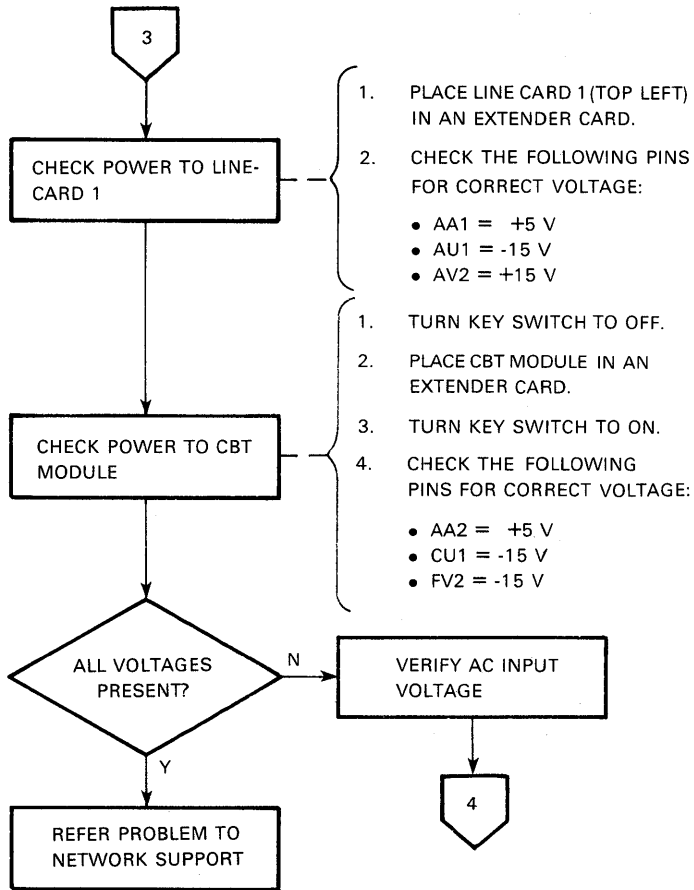 3
CHECK POWER TO LINE-
CARD 1
1. PLACE LINE CARD 1 (TOP LEFT)
IN AN EXTENDER CARD.
2. CHECK THE FOLLOWING PINS
FOR CORRECT VOLTAGE:
• AA1 = +5 V
• AU1 = -15 V
• AV2 = +15 V
CHECK POWER TO CBT
MODULE
1. TURN KEY SWITCH TO OFF.
2. PLACE CBT MODULE IN AN
EXTENDER CARD.
3. TURN KEY SWITCH TO ON.
4. CHECK THE FOLLOWING
PINS FOR CORRECT VOLTAGE:
• AA2 = +5 V
• CU1 = -15 V
• FV2 = -15 V
ALL VOLTAGES
PRESENT?
N
VERIFY AC INPUT
VOLTAGE
Y
4
REFER PROBLEM TO
NETWORK SUPPORT